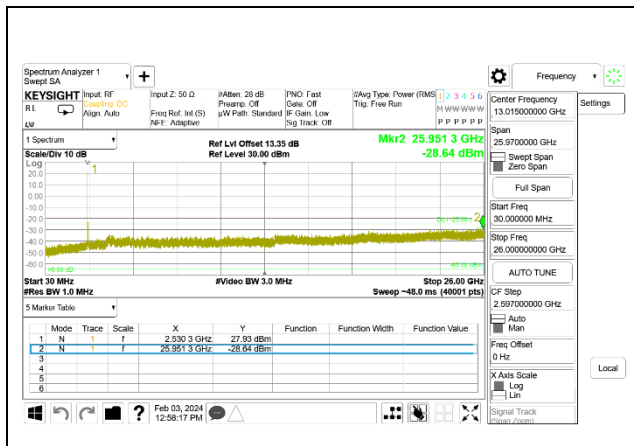 Spectrum Analyzer 1
Swept SA
+
Frequency
Settings
KEYSIGHT Input: RF Input Z: 50 Ω #Atten: 28 dB PNO: Fast #Avg Type: Power (RMS 1 2 3 4 5 6
RL Coupling: DC Preamp: Off Gate: Off Trig: Free Run M W W W W W
Align: Auto Freq Ref: Int (S) µW Path: Standard IF Gain: Low
NFE: Adaptive Sig Track: Off P P P P P P
1 Spectrum
Ref Lvl Offset 13.35 dB Mkr2 25.951 3 GHz
Scale/Div 10 dB Ref Level 30.00 dBm -28.64 dBm
Log
1
20.0
10.0
0.00
-10.0
-20.0
2
-30.0
-40.0
-50.0
-60.0
Start 30 MHz #Video BW 3.0 MHz Stop 26.00 GHz
#Res BW 1.0 MHz Sweep ~48.0 ms (40001 pts)
5 Marker Table
Mode Trace Scale X Y Function Function Width Function Value
1 N 1 f 2.530 3 GHz 27.93 dBm
2 N 1 f 25.951 3 GHz -28.64 dBm
3
4
5
6
Center Frequency
13.015000000 GHz
Span
25.9700000 GHz
Swept Span
Zero Span
Full Span
Start Freq
30.000000 MHz
Stop Freq
26.000000000 GHz
AUTO TUNE
CF Step
2.597000000 GHz
Auto
Man
Freq Offset
0 Hz
X Axis Scale
Log
Lin
Signal Track
(Span Zoom)
Local
? Feb 03, 2024
12:58:17 PM